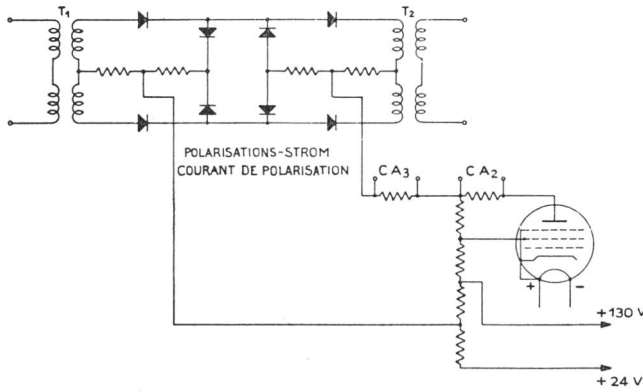 T1
T2
POLARISATIONS-STROM
COURANT DE POLARISATION
CA3
CA2
+ -
+130 V
+24 V